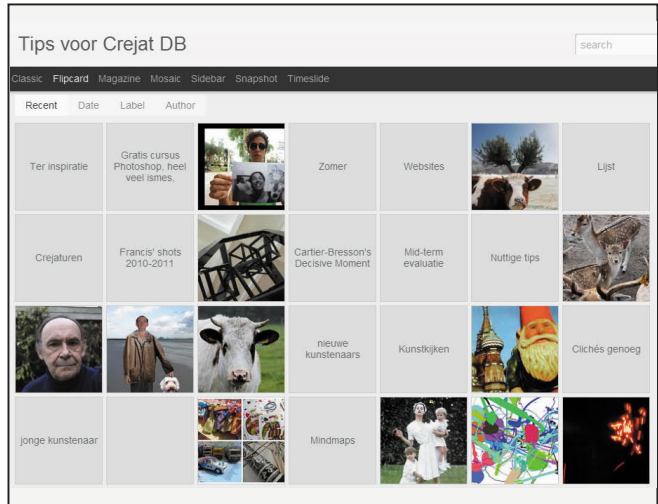 Tips voor Crejat DB
search
Classic Flipcard Magazine Mosaic Sidebar Snapshot Timeslide
Recent Date Label Author
Ter inspiratie
Gratis cursus
Photoshop, heel
veel ismes,
Zomer
Websites
Lijst
Crejaturen
Francis' shots
2010-2011
Cartier-Bresson's
Decisive Moment
Mid-term
evaluatie
Nuttige tips
nieuwe
kunstenaars
Kunstkijken
Clichés genoeg
jonge kunstenaar
Mindmaps